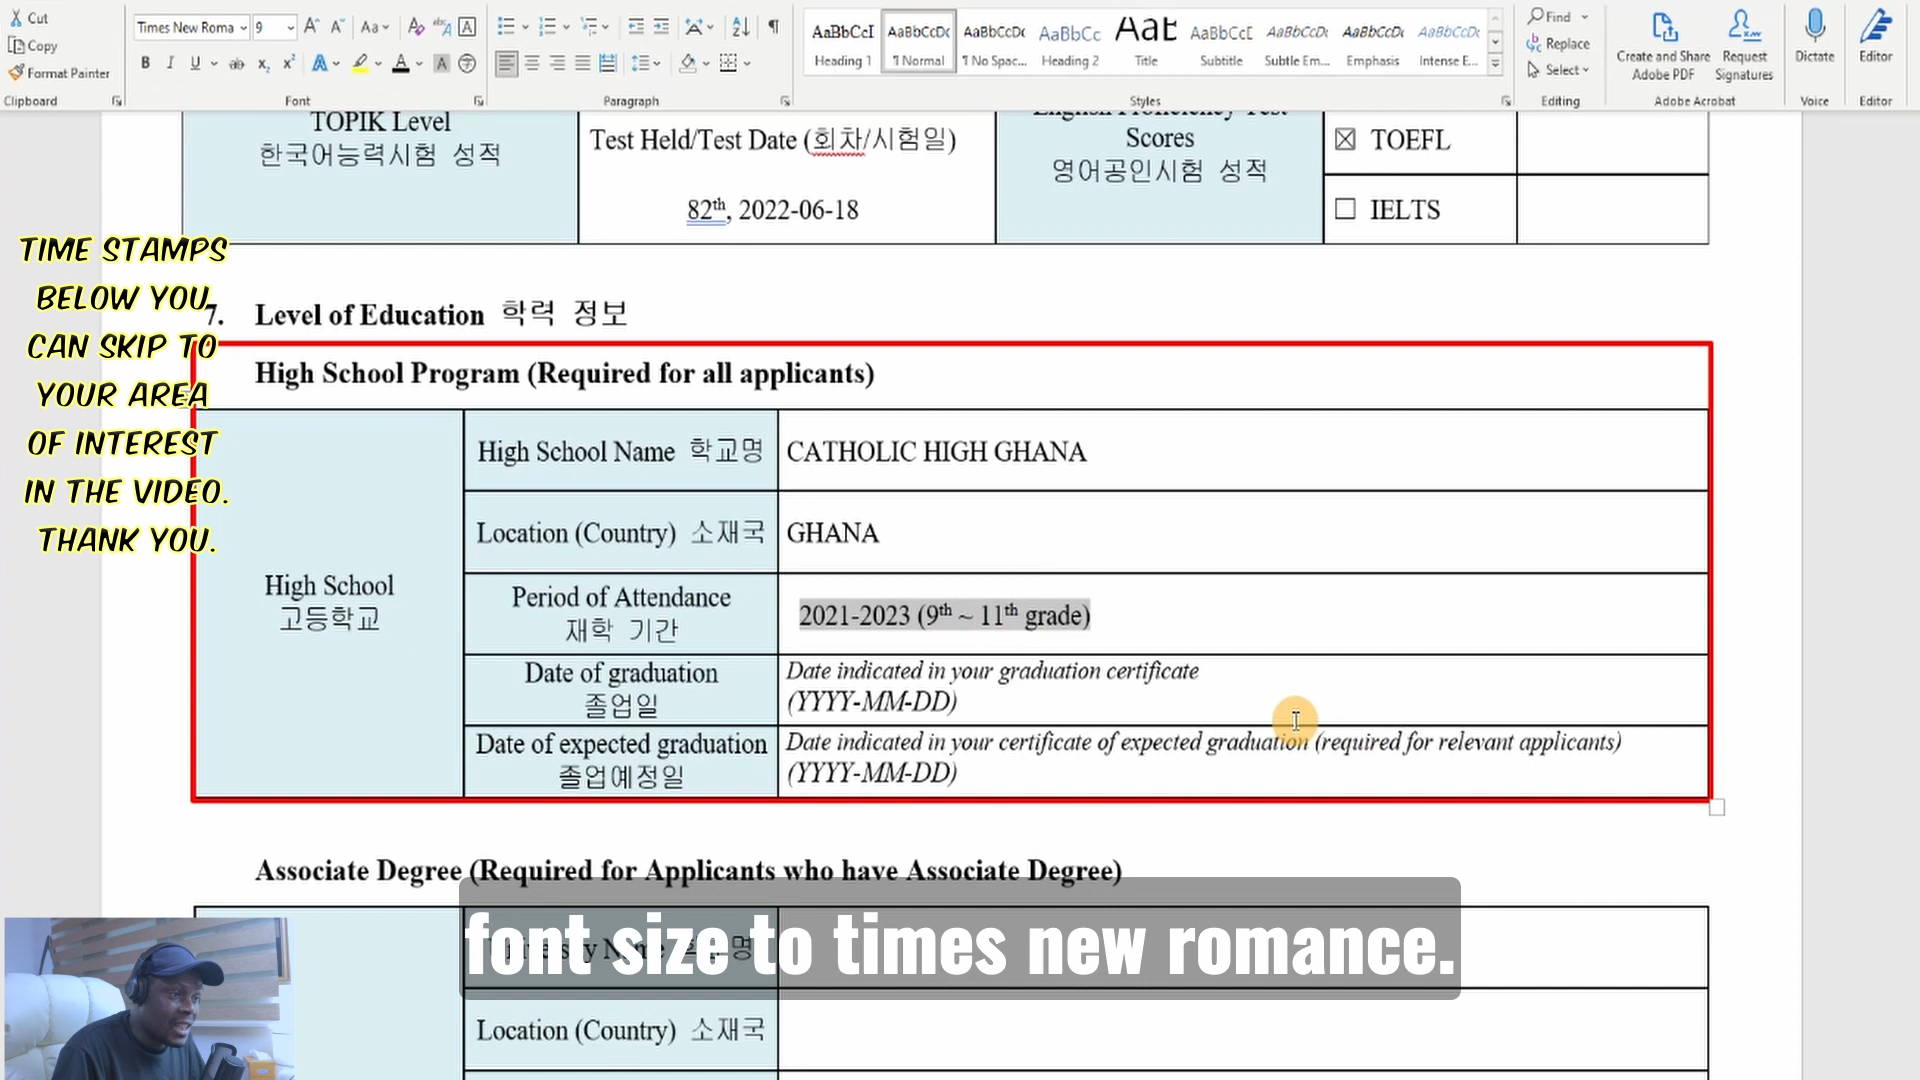 Cut
Copy
Format Painter
Clipboard
Times New Roma
9
Aa
Font
Paragraph
AaBbCcI
Heading 1
AaBbCcDc
¶ Normal
AaBbCcDc
¶ No Spac...
AaBbCc
Heading 2
AaB
Title
AaBbCcE
Subtitle
AaBbCcDc
Subtle Em...
AaBbCcDc
Emphasis
AaBbCcDc
Intense E...
Styles
Find
Replace
Select
Editing
Create and Share
Adobe PDF
Request
Signatures
Adobe Acrobat
Dictate
Voice
Editor
Editor
TOPIK Level
한국어능력시험 성적
Test Held/Test Date (회차/시험일)
82th, 2022-06-18
English Proficiency Test
Scores
영어공인시험 성적
☒ TOEFL
☐ IELTS
TIME STAMPS
BELOW YOU
CAN SKIP TO
YOUR AREA
OF INTEREST
IN THE VIDEO.
THANK YOU.
7. Level of Education 학력 정보
High School Program (Required for all applicants)
High School
고등학교
High School Name 학교명
CATHOLIC HIGH GHANA
Location (Country) 소재국
GHANA
Period of Attendance
재학 기간
2021-2023 (9th ~ 11th grade)
Date of graduation
졸업일
Date indicated in your graduation certificate
(YYYY-MM-DD)
Date of expected graduation
졸업예정일
Date indicated in your certificate of expected graduation (required for relevant applicants)
(YYYY-MM-DD)
Associate Degree (Required for Applicants who have Associate Degree)
font size to times new romance.
Location (Country) 소재국